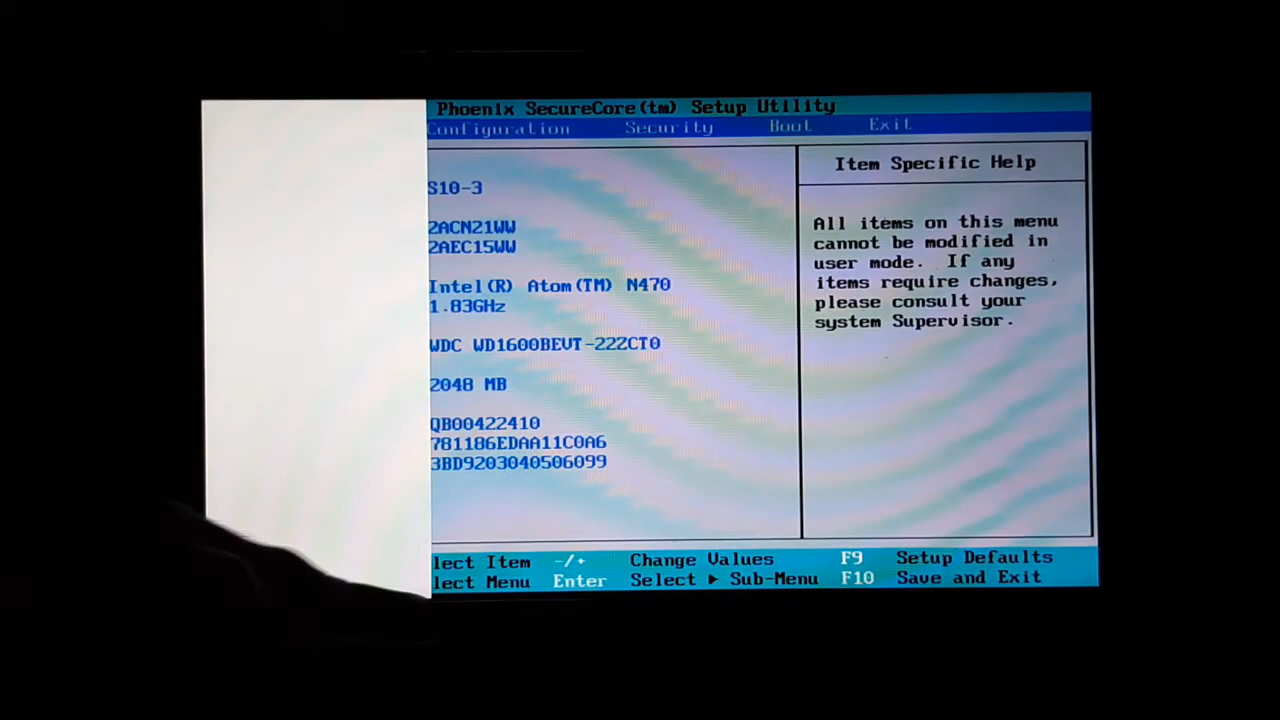 Phoenix SecureCore(tm) Setup Utility
Configuration Security Boot Exit
Item Specific Help
S10-3
2ACN21WW
2AEC15WW
Intel(R) Atom(TM) N470
1.83GHz
WDC WD1600BEVT-22ZCT0
2048 MB
QB00422410
781186EDAA11C0A6
3BD9203040506099
All items on this menu
cannot be modified in
user mode. If any
items require changes,
please consult your
system Supervisor.
lect Item -/+ Change Values F9 Setup Defaults
lect Menu Enter Select ▶ Sub-Menu F10 Save and Exit